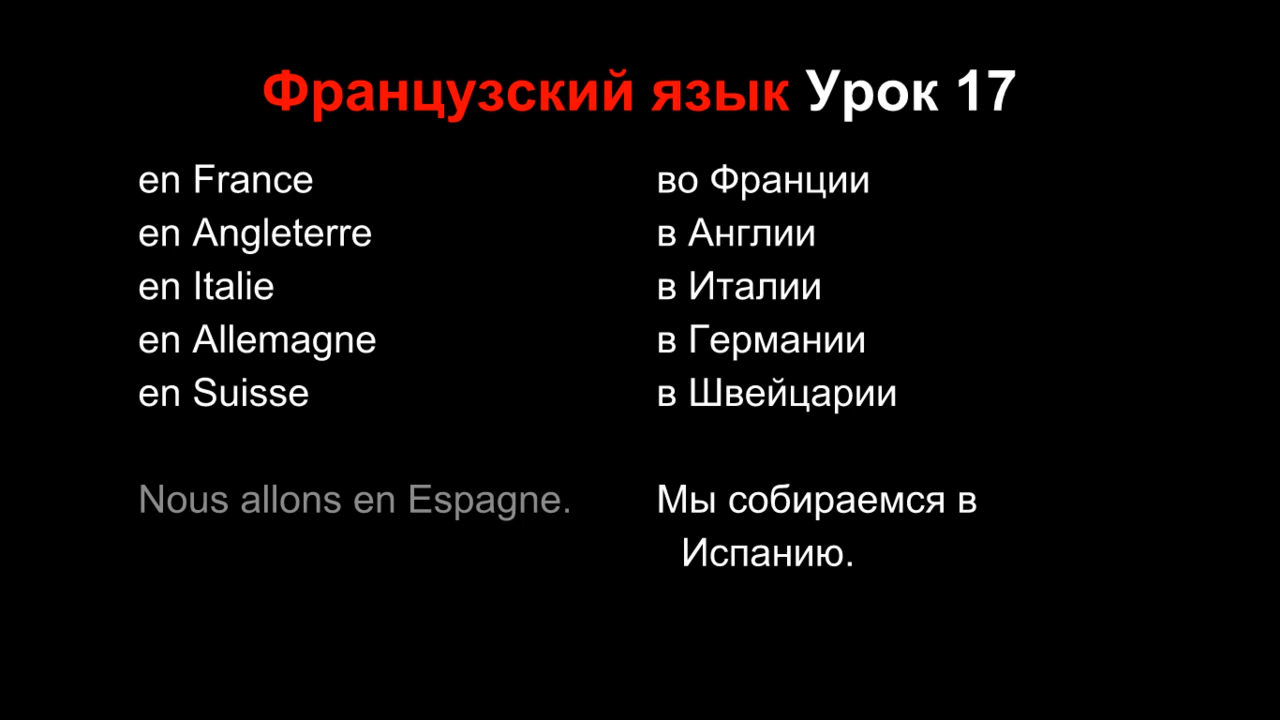 Французский язык Урок 17
en France во Франции
en Angleterre в Англии
en Italie в Италии
en Allemagne в Германии
en Suisse в Швейцарии
Nous allons en Espagne. Мы собираемся в
Испанию.